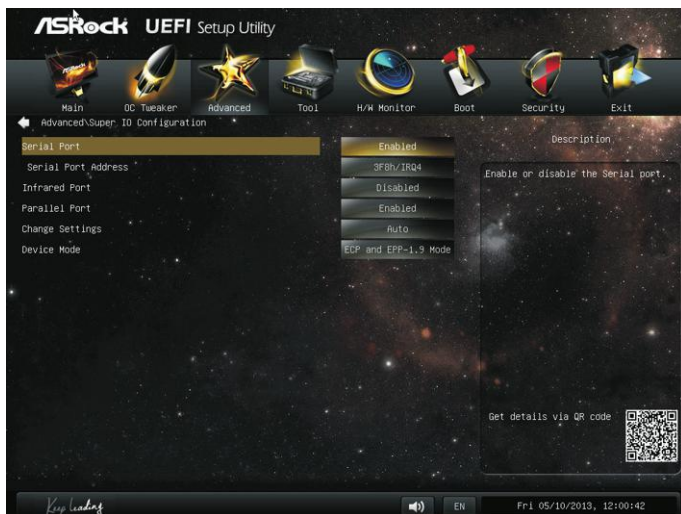 ASRock UEFI Setup Utility
Main OC Tweaker Advanced Tool H/W Monitor Boot Security Exit
Advanced\Super IO Configuration
Description
Serial Port Enabled
Enable or disable the Serial port.
Serial Port Address 3F8h/IRQ4
Infrared Port Disabled
Parallel Port Enabled
Change Settings Auto
Device Mode ECP and EPP-1.9 Mode
Get details via QR code
Keep Leading
EN
Fri 05/10/2013, 12:00:42